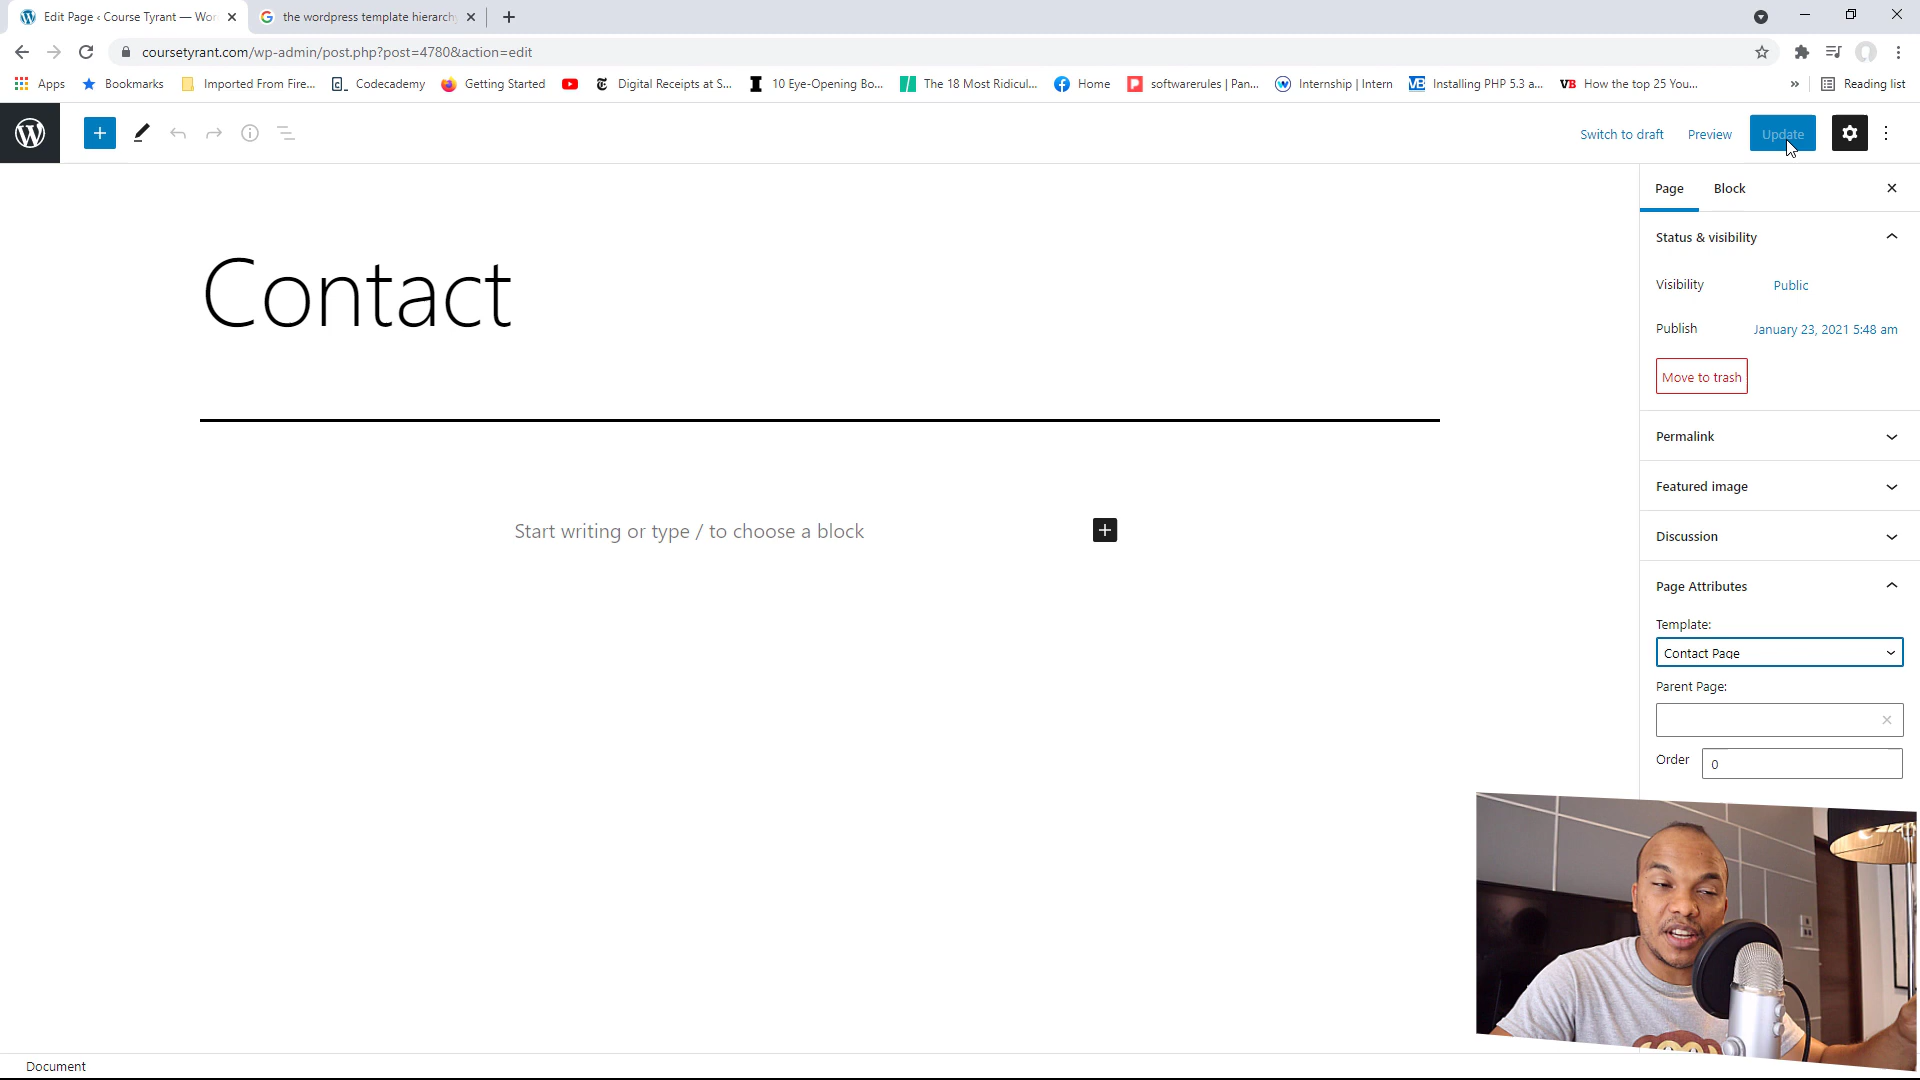 Edit Page ‹ Course Tyrant — Wor
the wordpress template hierarchy
coursetyrant.com/wp-admin/post.php?post=4780&action=edit
Apps
Bookmarks
Imported From Fire...
Codecademy
Getting Started
Digital Receipts at S...
10 Eye-Opening Bo...
The 18 Most Ridicul...
Home
softwarerules | Pan...
Internship | Intern
Installing PHP 5.3 a...
VB How the top 25 You...
»
Reading list
Switch to draft
Preview
Update
Page
Block
Contact
Status & visibility
Visibility
Public
Publish
January 23, 2021 5:48 am
Move to trash
Permalink
Featured image
Start writing or type / to choose a block
Discussion
Page Attributes
Template:
Contact Page
Parent Page:
Order
0
Document